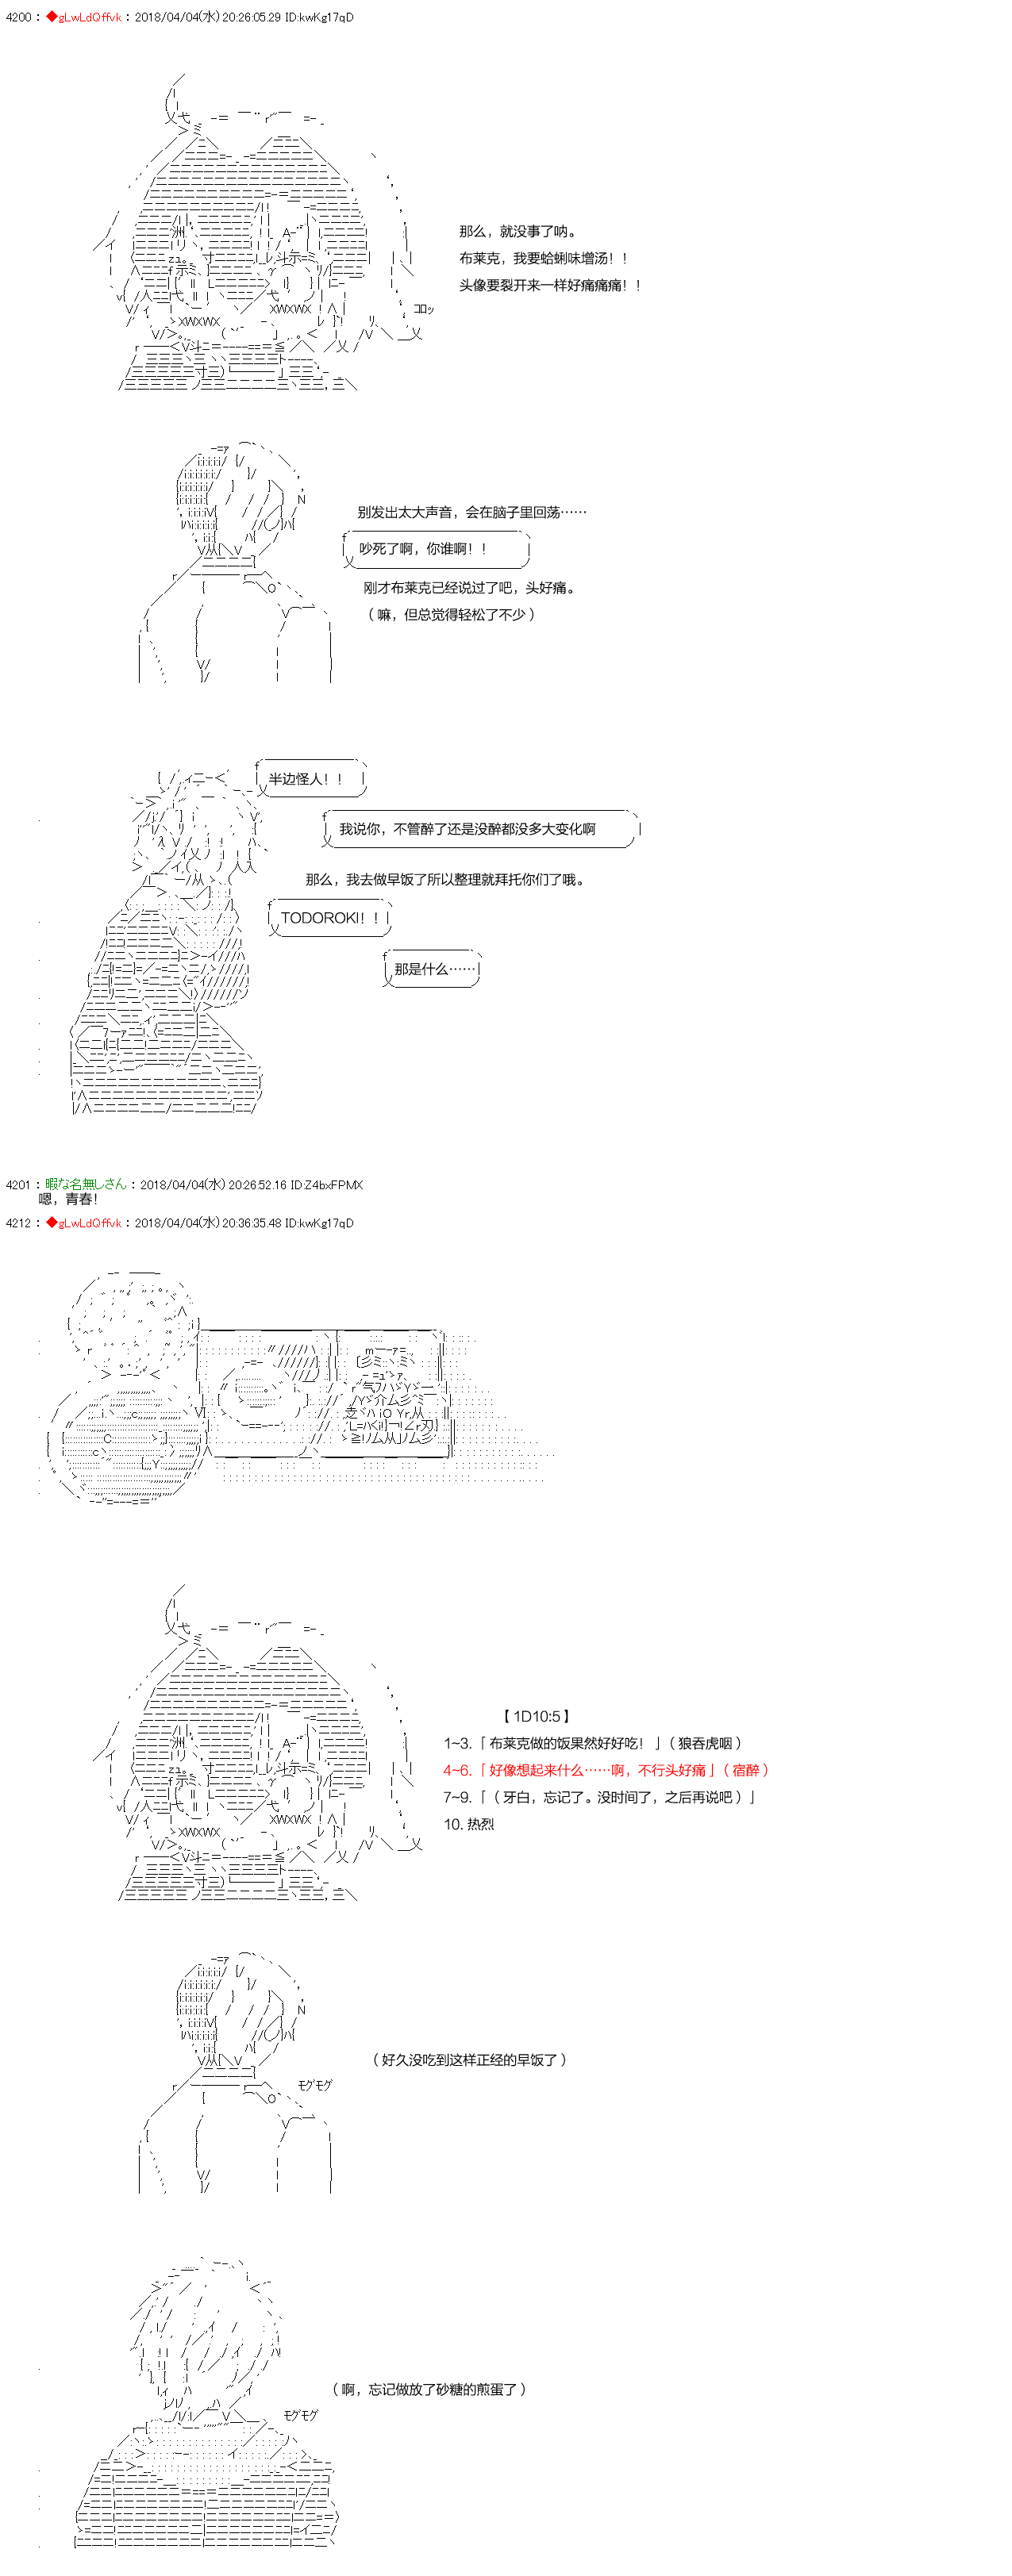 4200 : ◆gLwLdQffvk : 2018/04/04(水) 20:26:05.29 ID:kwKg17qD
那么，就没事了呐。
布莱克，我要蛤蜊味增汤！！
头像要裂开来一样好痛痛痛！！
ｺﾛｯ
别发出太大声音，会在脑子里回荡……
吵死了啊，你谁啊！！
刚才布莱克已经说过了吧，头好痛。
（嘛，但总觉得轻松了不少）
半边怪人！！
我说你，不管醉了还是没醉都没多大变化啊
那么，我去做早饭了所以整理就拜托你们了哦。
TODOROKI！！
那是什么……
4201 : 暇な名無しさん : 2018/04/04(水) 20:26:52.16 ID:Z4bxFPMX
嗯，青春！
4212 : ◆gLwLdQffvk : 2018/04/04(水) 20:36:35.48 ID:kwKg17qD
【1D10:5】
1~3.「布莱克做的饭果然好好吃！」（狼吞虎咽）
4~6.「好像想起来什么……啊，不行头好痛」（宿醉）
7~9.「（牙白，忘记了。没时间了，之后再说吧）」
10. 热烈
（好久没吃到这样正经的早饭了）
ﾓｸﾞﾓｸﾞ
（啊，忘记做放了砂糖的煎蛋了）
ﾓｸﾞﾓｸﾞ